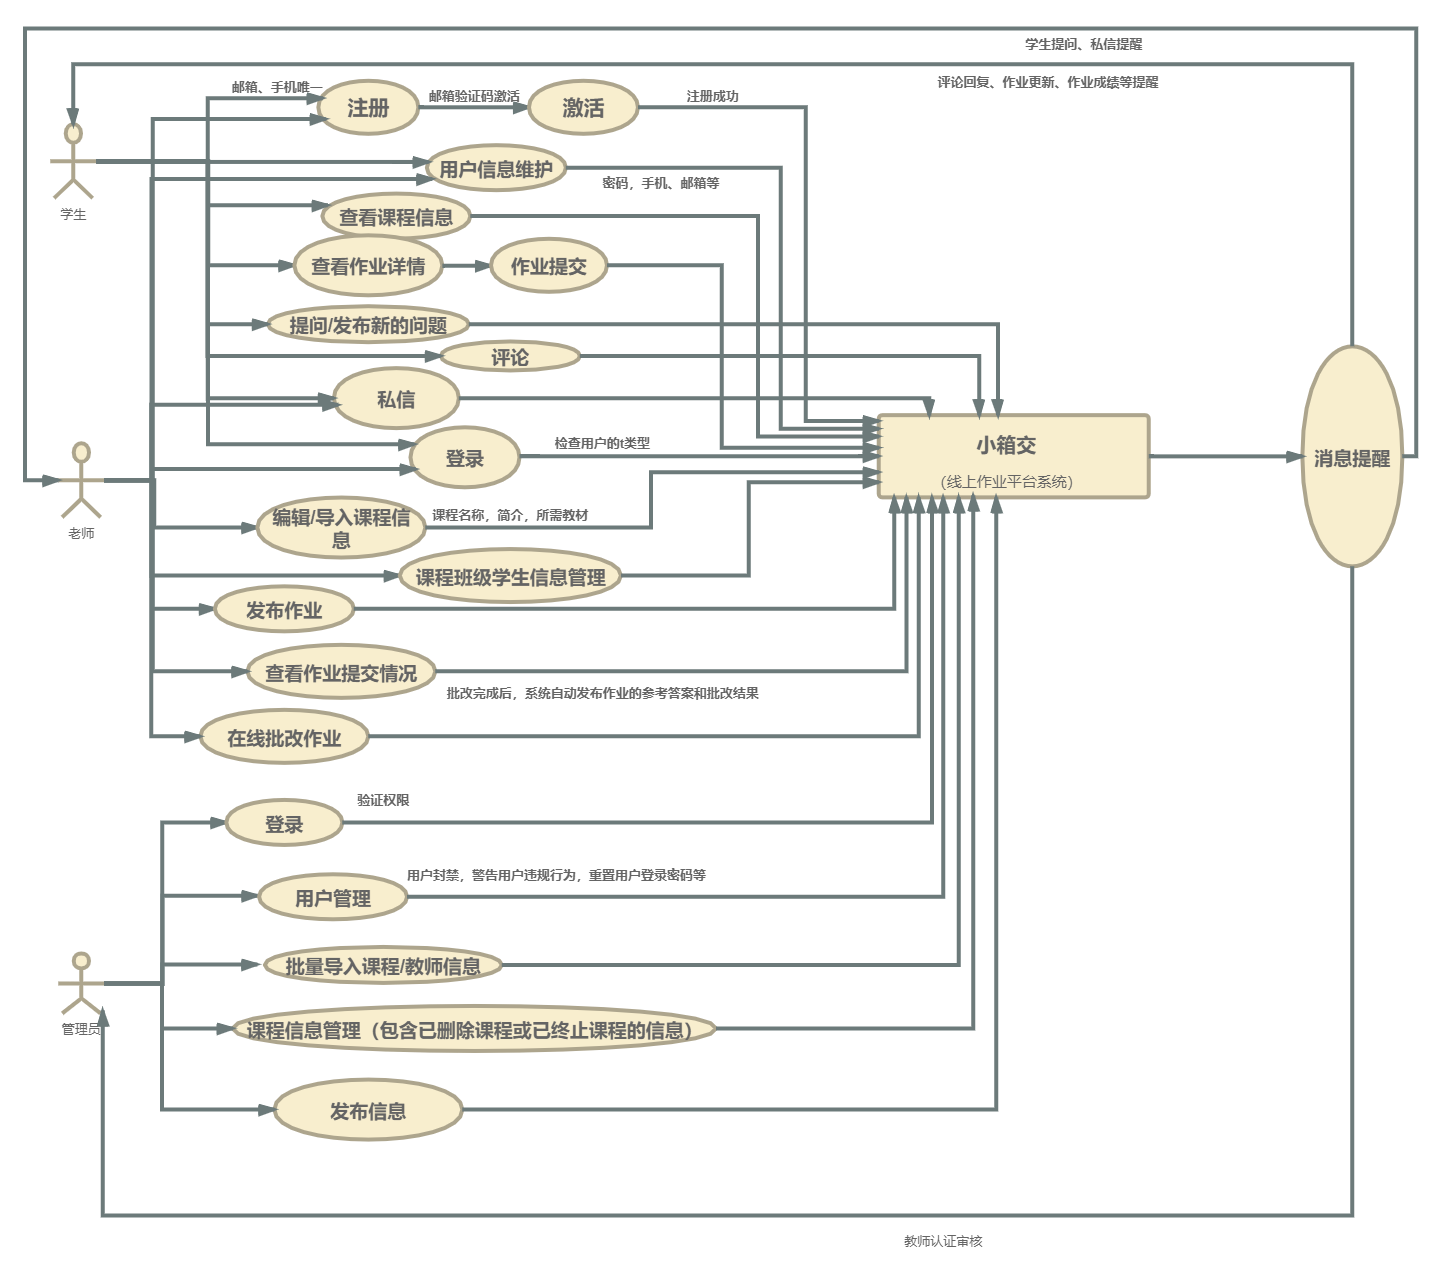 学生提问、私信提醒
评论回复、作业更新、作业成绩等提醒
邮箱、手机唯一
注册
邮箱验证码激活
激活
注册成功
用户信息维护
密码，手机、邮箱等
学生
查看课程信息
查看作业详情
作业提交
提问/发布新的问题
评论
私信
登录
检查用户的t类型
小箱交
（线上作业平台系统）
消息提醒
老师
编辑/导入课程信
息
课程名称，简介，所需教材
课程班级学生信息管理
发布作业
查看作业提交情况
批改完成后，系统自动发布作业的参考答案和批改结果
在线批改作业
验证权限
登录
用户封禁，警告用户违规行为，重置用户登录密码等
用户管理
批量导入课程/教师信息
管理员
课程信息管理（包含已删除课程或已终止课程的信息）
发布信息
教师认证审核